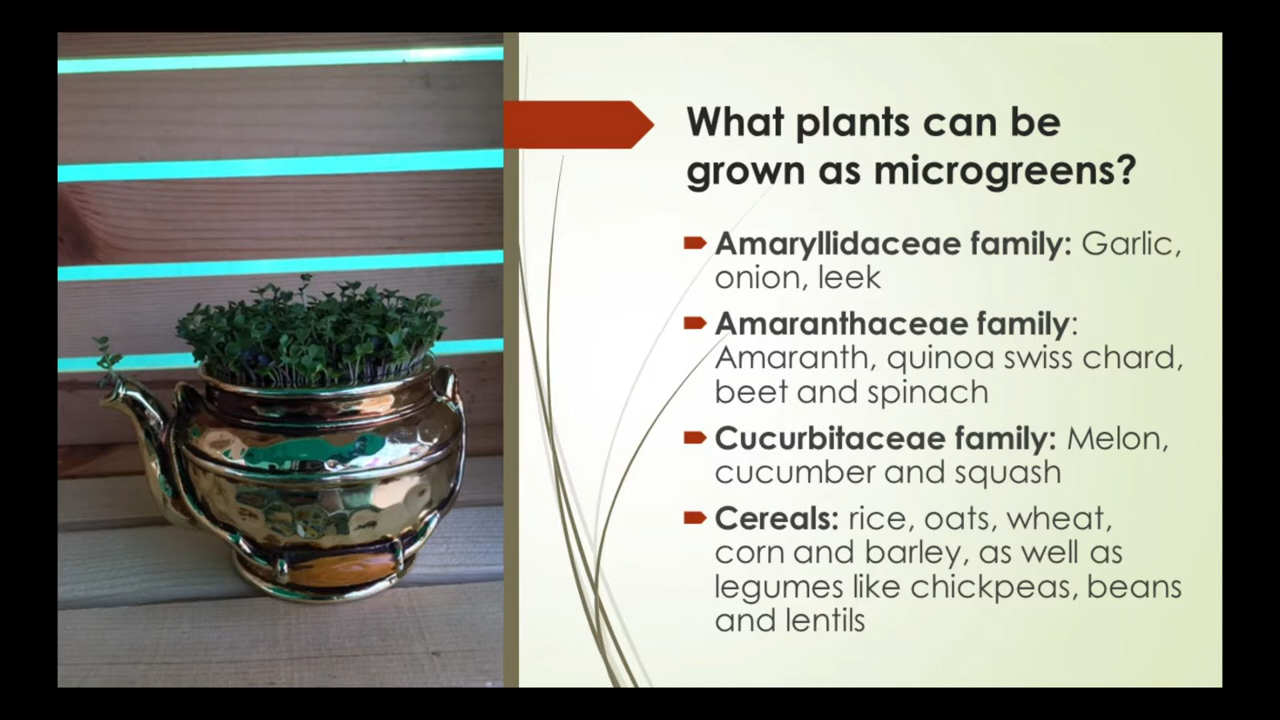 What plants can be
grown as microgreens?
Amaryllidaceae family: Garlic,
onion, leek
Amaranthaceae family:
Amaranth, quinoa swiss chard,
beet and spinach
Cucurbitaceae family: Melon,
cucumber and squash
Cereals: rice, oats, wheat,
corn and barley, as well as
legumes like chickpeas, beans
and lentils